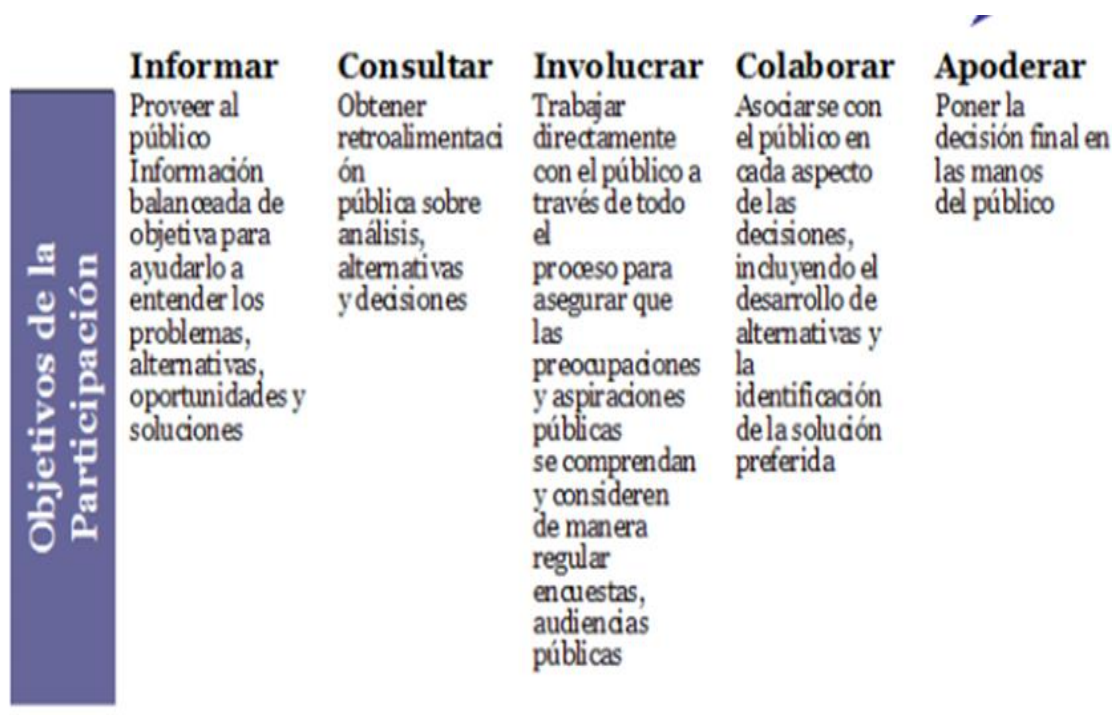 Objetivos de la
Participación
Informar
Proveer al
público
Información
balanceada de
objetiva para
ayudarlo a
entender los
problemas,
alternativas,
oportunidades y
soluciones
Consultar
Obtener
retroalimentaci
ón
pública sobre
análisis,
alternativas
y decisiones
Involucrar
Trabajar
directamente
con el público a
través de todo
el
proceso para
asegurar que
las
preocupaciones
y aspiraciones
públicas
se comprendan
y consideren
de manera
regular
encuestas,
audiencias
públicas
Colaborar
Asociarse con
el público en
cada aspecto
de las
decisiones,
incluyendo el
desarrollo de
alternativas y
la
identificación
de la solución
preferida
Apoderar
Poner la
decisión final en
las manos
del público